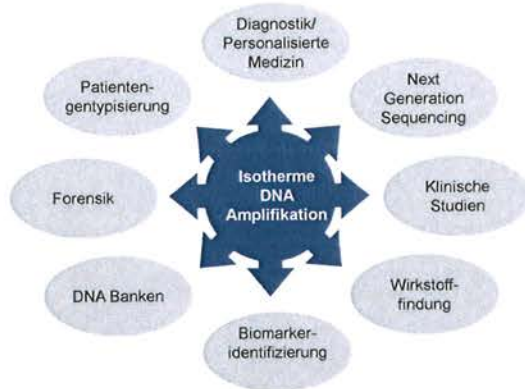 Diagnostik/
Personalisierte
Medizin
Patienten-
gentypisierung
Next
Generation
Sequencing
Isotherme
DNA
Amplifikation
Forensik
Klinische
Studien
DNA Banken
Wirkstoff-
findung
Biomarker-
identifizierung